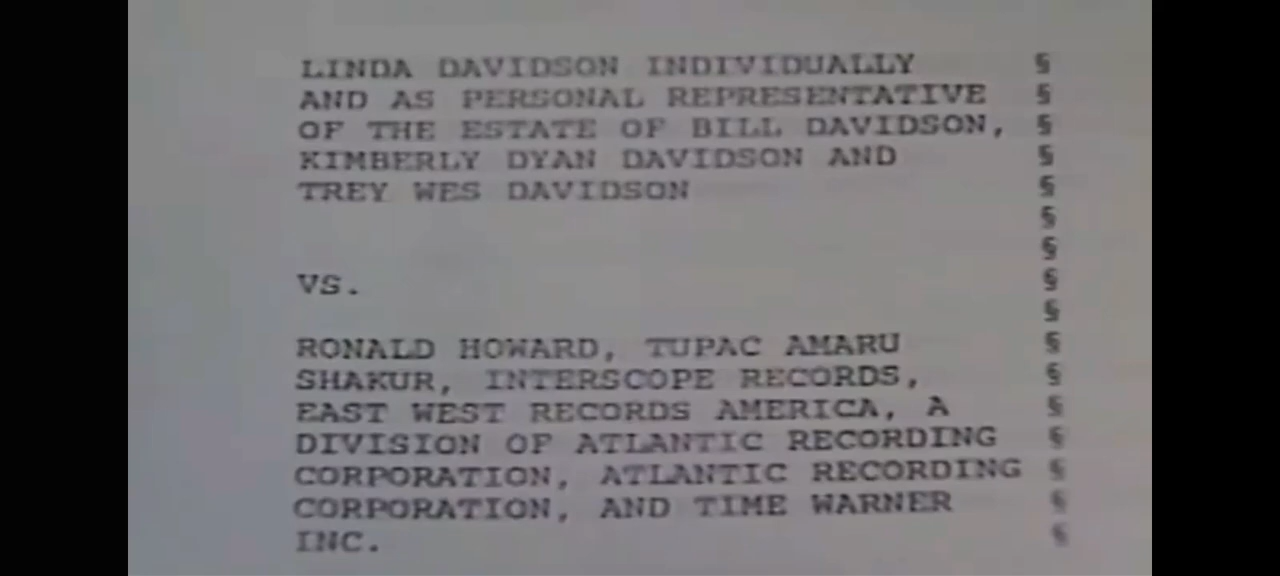 LINDA DAVIDSON INDIVIDUALLY §
AND AS PERSONAL REPRESENTATIVE §
OF THE ESTATE OF BILL DAVIDSON, §
KIMBERLY DYAN DAVIDSON AND §
TREY WES DAVIDSON §
§
§
VS. §
§
RONALD HOWARD, TUPAC AMARU §
SHAKUR, INTERSCOPE RECORDS, §
EAST WEST RECORDS AMERICA, A §
DIVISION OF ATLANTIC RECORDING §
CORPORATION, ATLANTIC RECORDING §
CORPORATION, AND TIME WARNER §
INC. §